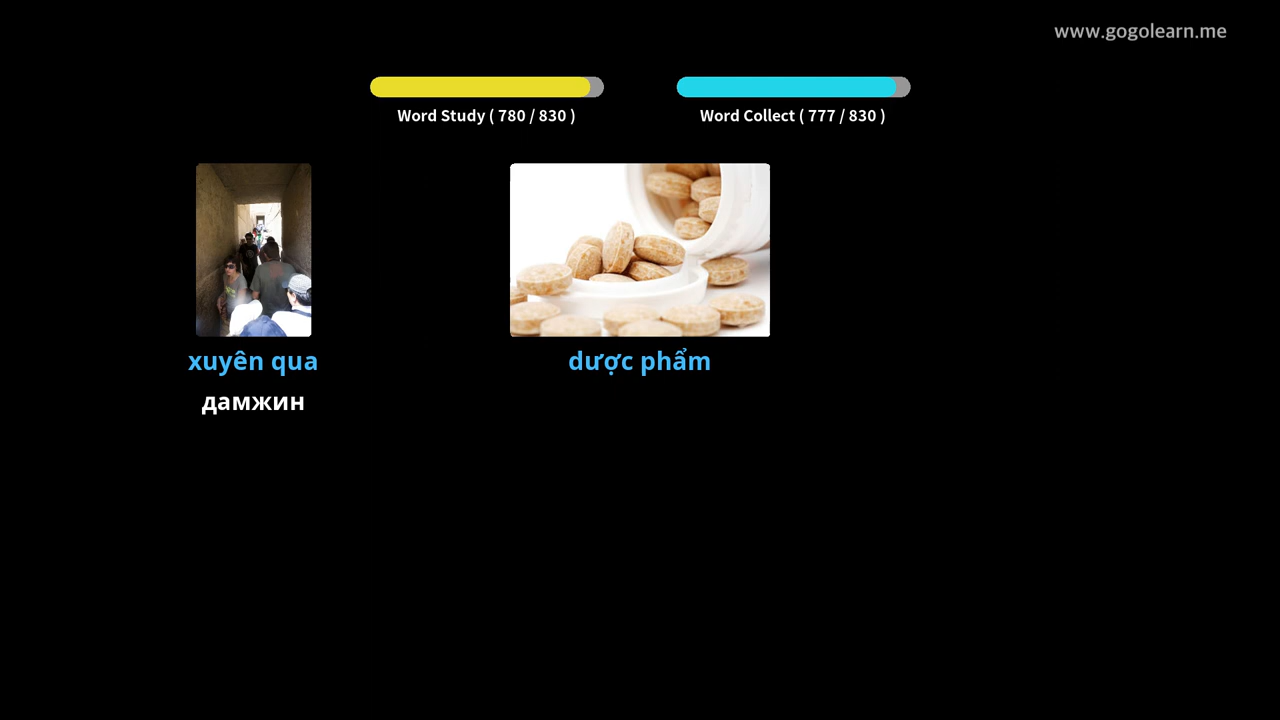 www.gogolearn.me
Word Study ( 780 / 830 )
Word Collect ( 777 / 830 )
xuyên qua
дамжин
dược phẩm